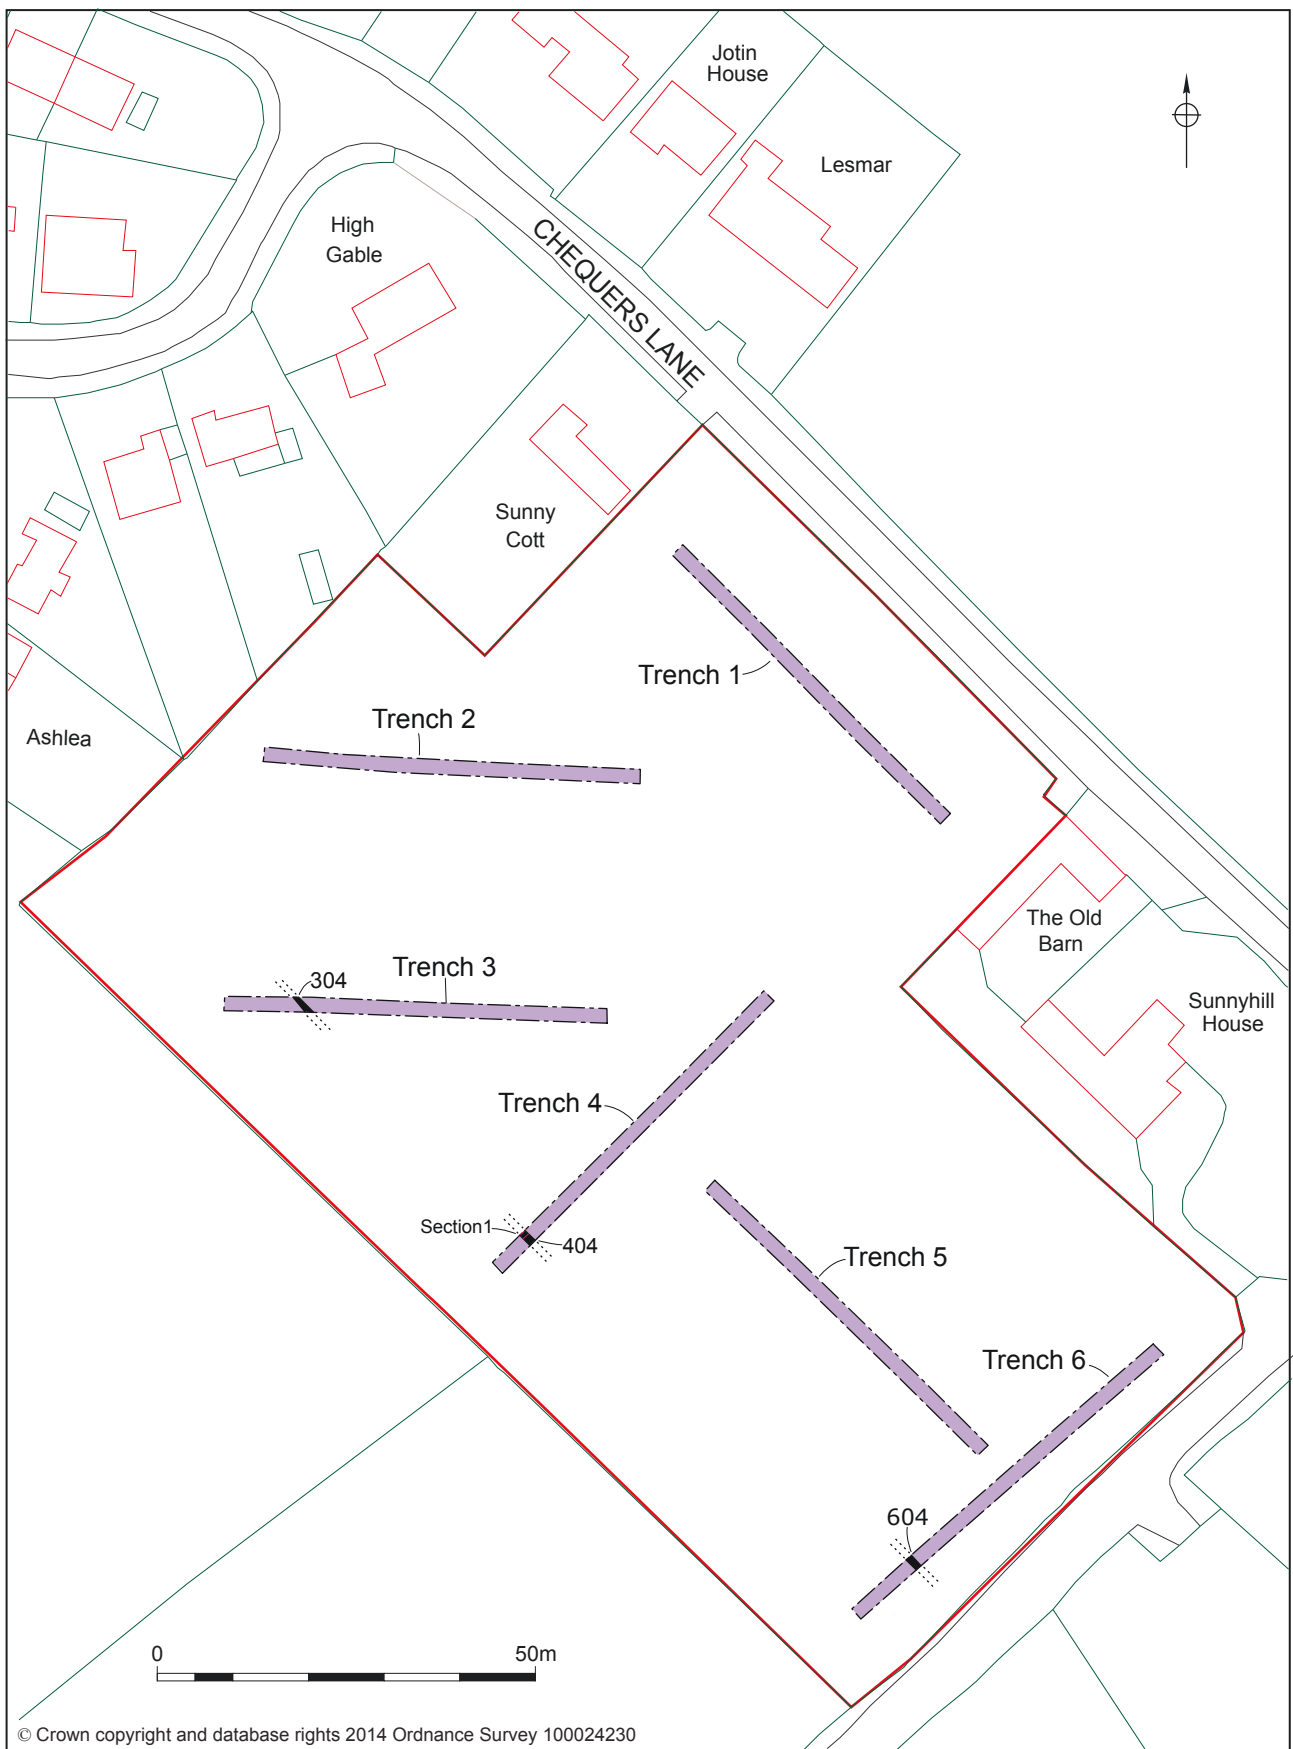 Jotin
House
Lesmar
High
Gable
CHEQUERS LANE
Sunny
Cott
Trench 1
Trench 2
Ashlea
The Old
Barn
Trench 3
304
Sunnyhill
House
Trench 4
Section1
404
Trench 5
Trench 6
604
0 50m
© Crown copyright and database rights 2014 Ordnance Survey 100024230